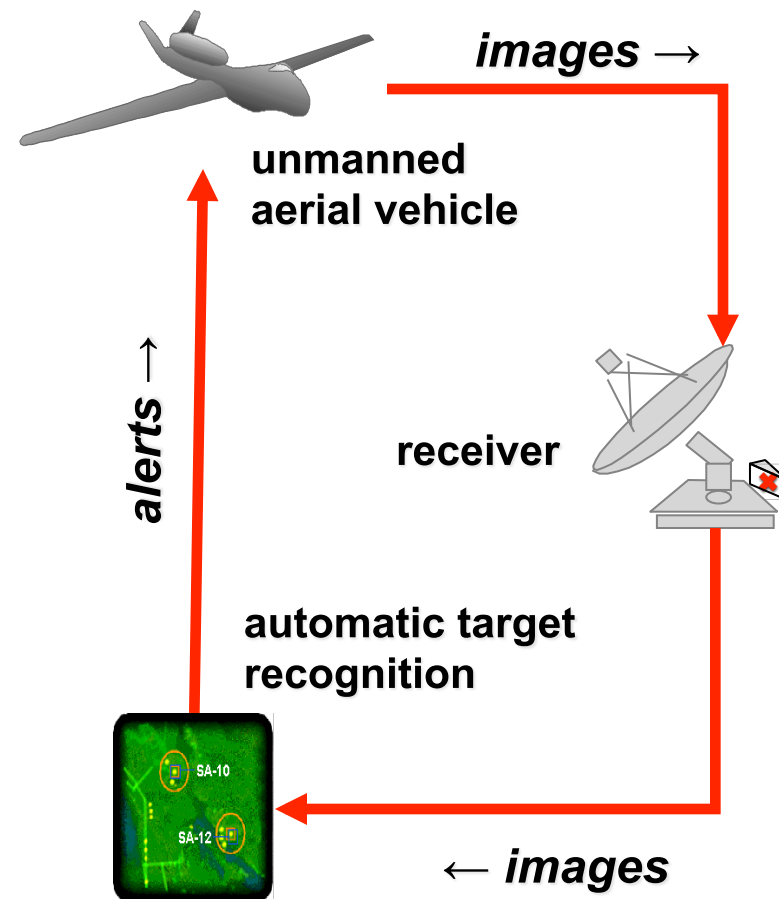 images →
unmanned
aerial vehicle
alerts →
receiver
automatic target
recognition
SA-10
SA-12
← images